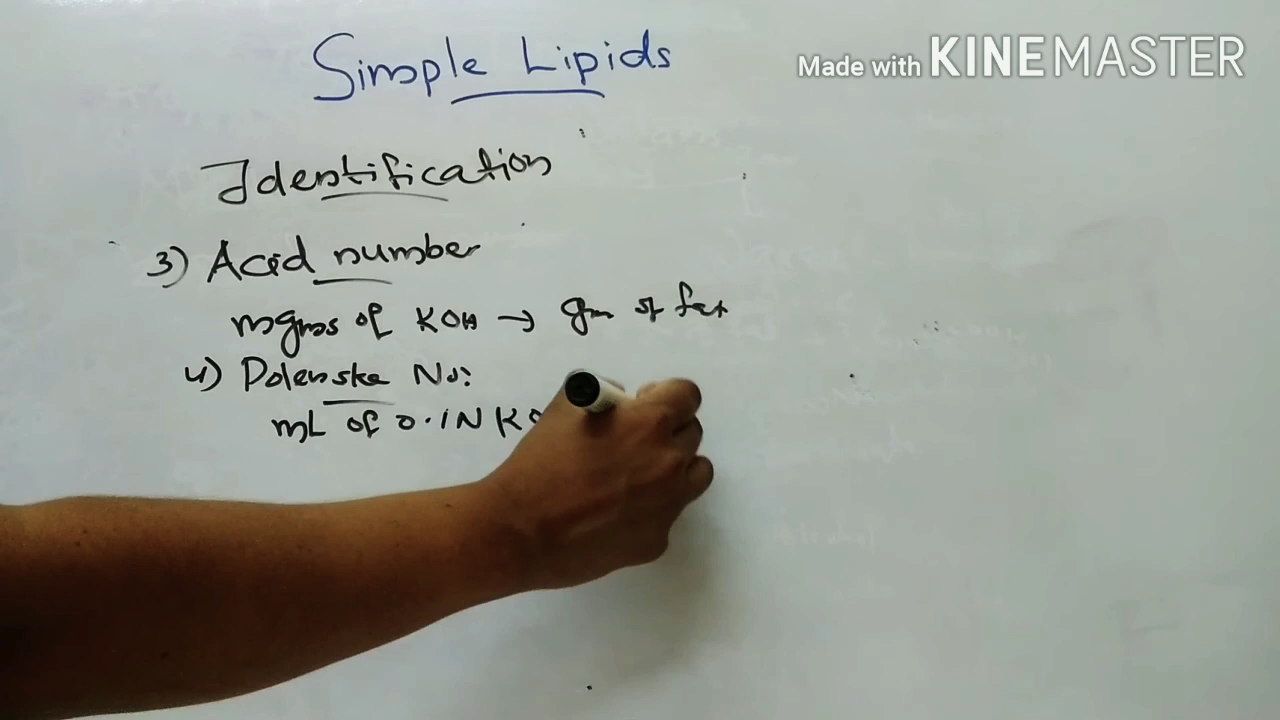 Simple Lipids
Made with KINEMASTER
Identification
3) Acid number
mgms of KOH → gm of fat
4) Polenske No:
mL of 0.1N KO